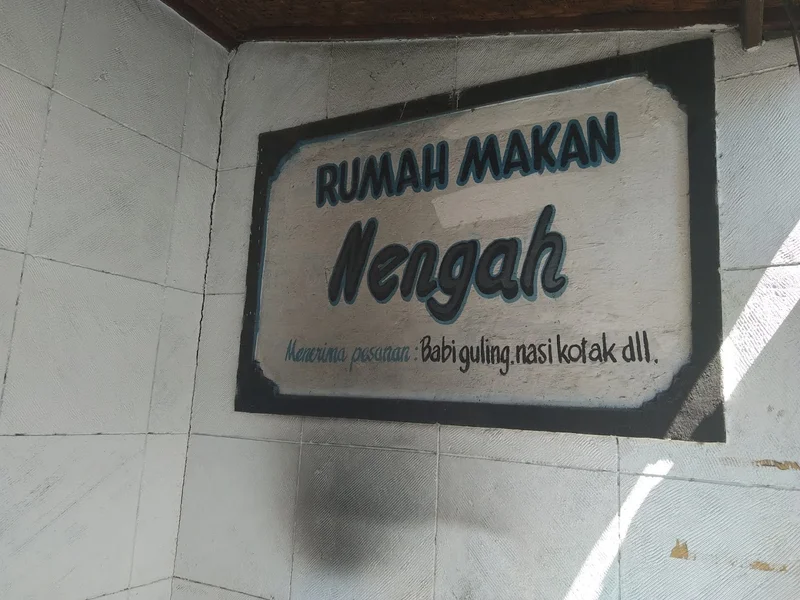 RUMAH MAKAN
Nengah
Menerima pesanan : Babi guling. nasi kotak dll.